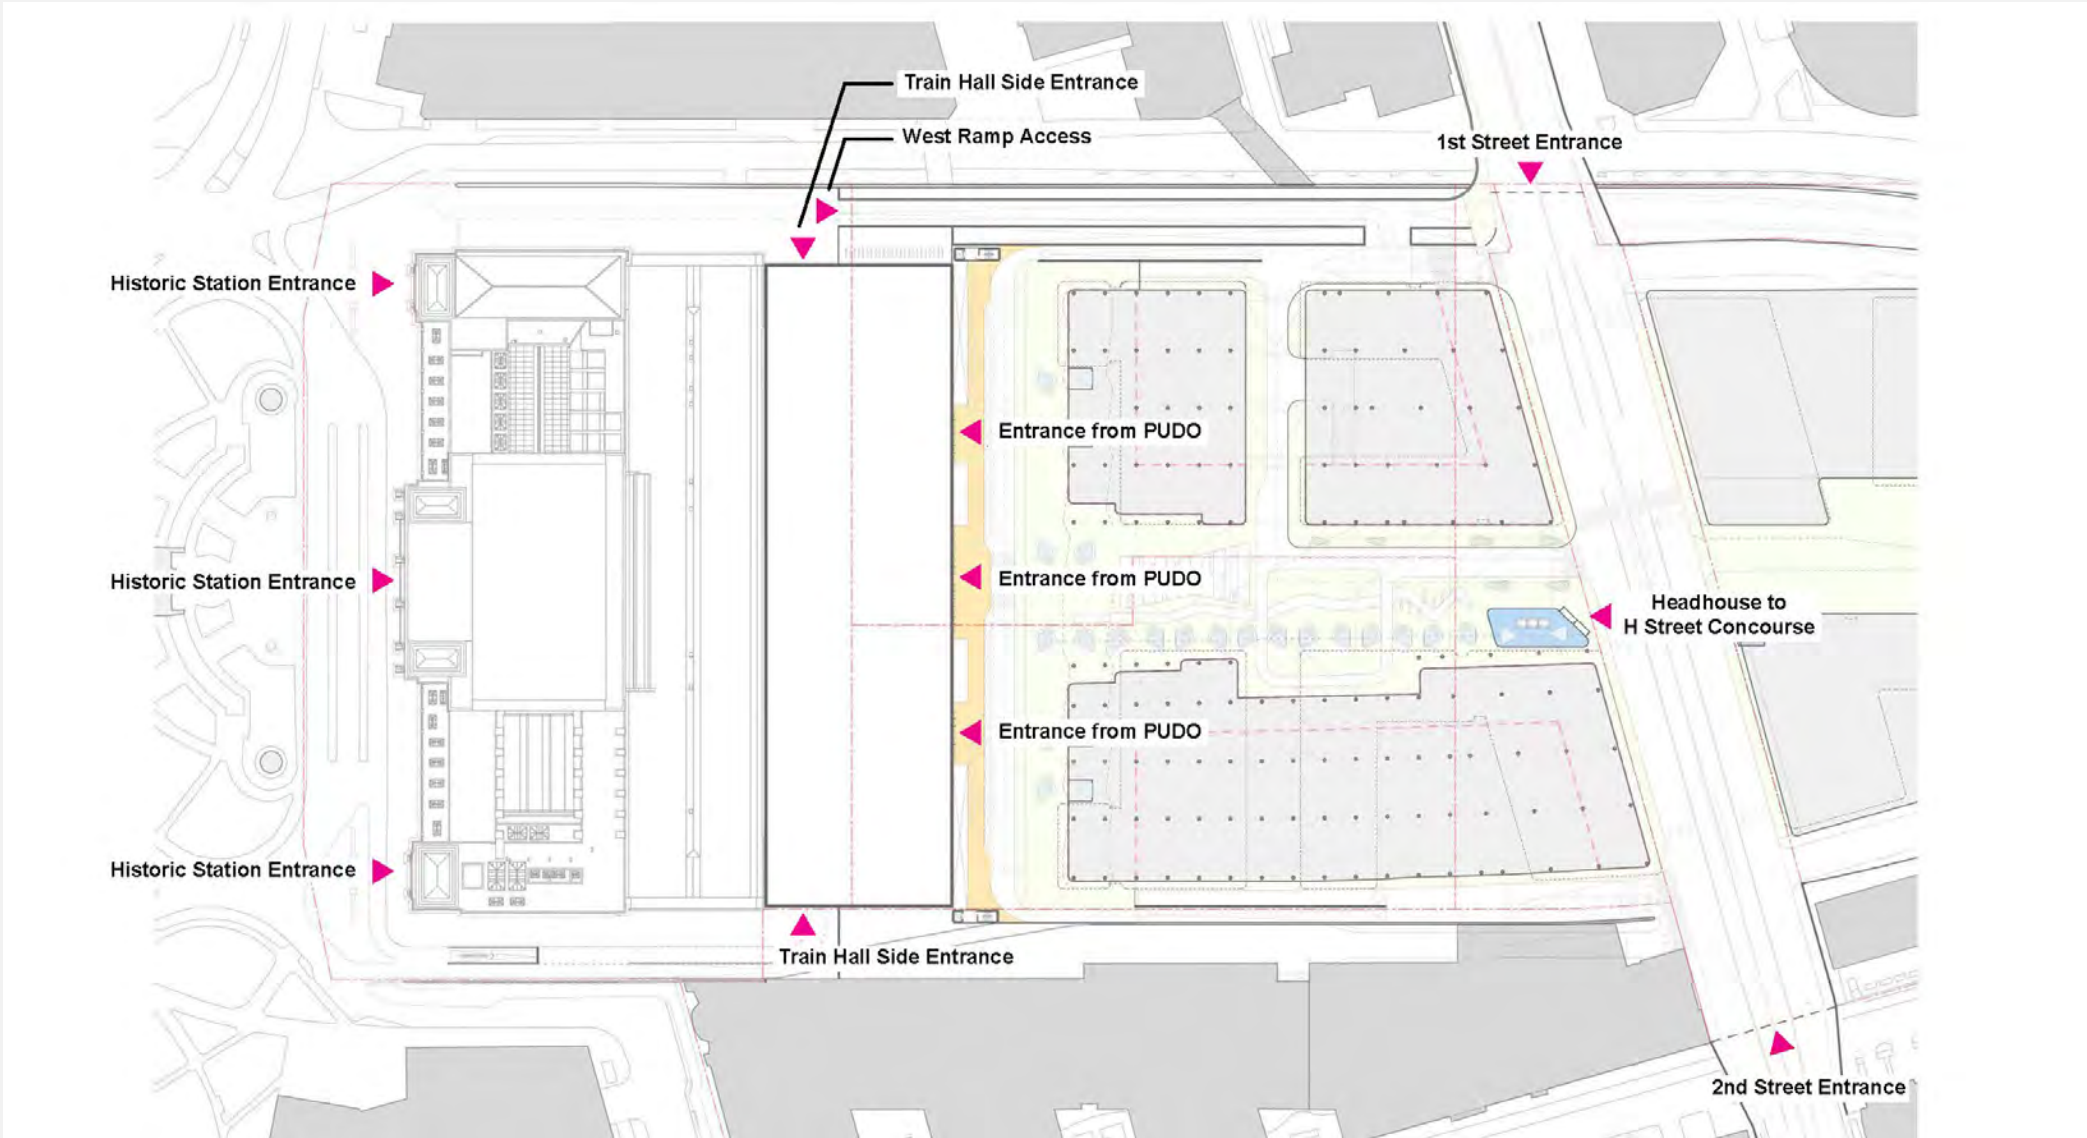 Train Hall Side Entrance
West Ramp Access
1st Street Entrance
Historic Station Entrance
Entrance from PUDO
Historic Station Entrance
Entrance from PUDO
Headhouse to
H Street Concourse
Entrance from PUDO
Historic Station Entrance
Train Hall Side Entrance
2nd Street Entrance